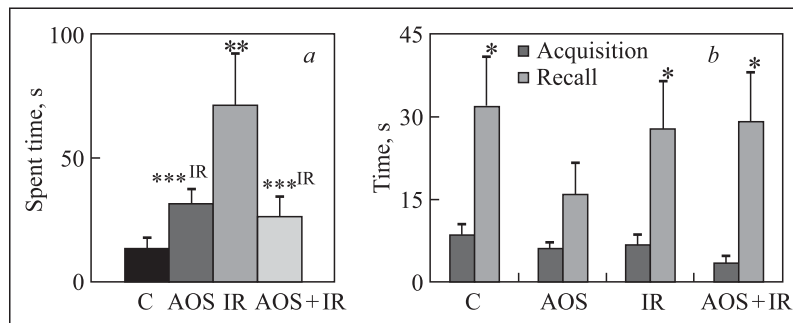 a
Spent time, s
100
50
0
**
***IR
***IR
C AOS IR AOS + IR
b
Acquisition
Recall
Time, s
45
30
15
0
*
*
*
C AOS IR AOS + IR